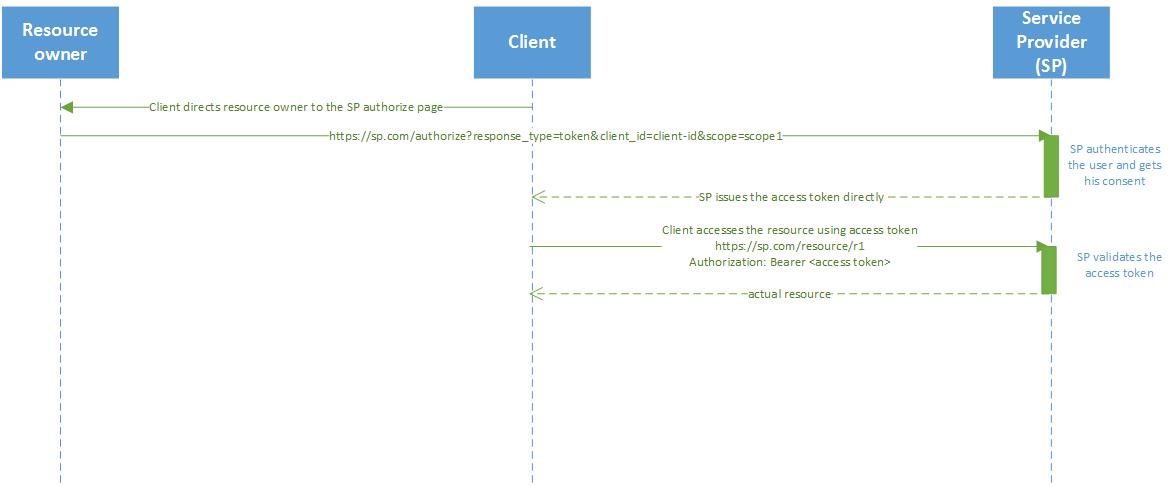 Resource
owner
Client
Service
Provider
(SP)
Client directs resource owner to the SP authorize page
https://sp.com/authorize?response_type=token&client_id=client-id&scope=scope1
SP authenticates
the user and gets
his consent
SP issues the access token directly
Client accesses the resource using access token
https://sp.com/resource/r1
Authorization: Bearer <access token>
SP validates the
access token
actual resource